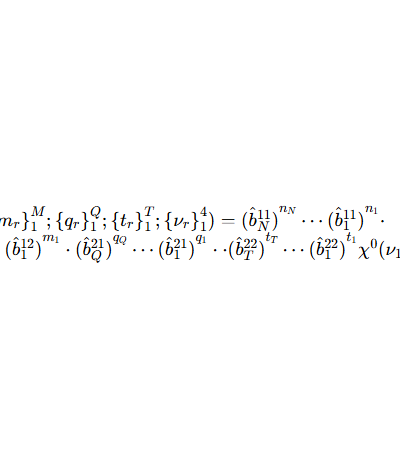 m_r\}_1^M; \{q_r\}_1^Q; \{t_r\}_1^T; \{\nu_r\}_1^4) = (\hat{b}_N^{11})^{n_N} \cdots (\hat{b}_1^{11})^{n_1} \cdot
(\hat{b}_1^{12})^{m_1} \cdot (\hat{b}_Q^{21})^{q_Q} \cdots (\hat{b}_1^{21})^{q_1} \cdot \cdot (\hat{b}_T^{22})^{t_T} \cdots (\hat{b}_1^{22})^{t_1} \chi^0(\nu_1